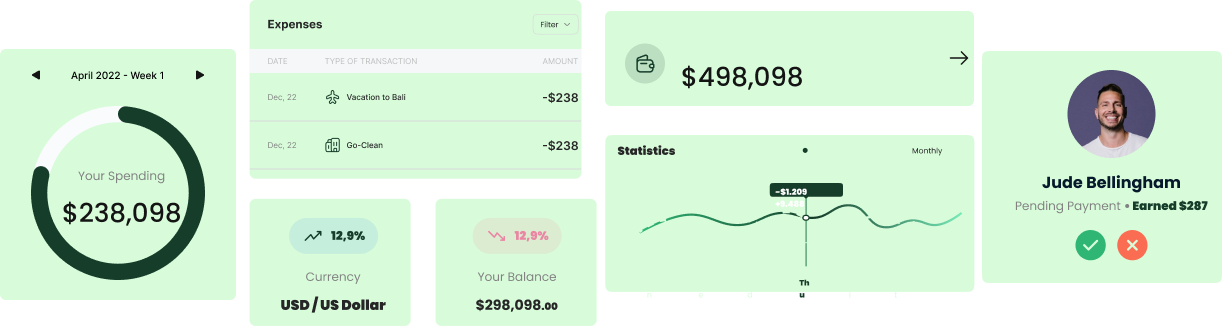 April 2022 - Week 1
Your Spending
$238,098
Expenses
Filter
DATE TYPE OF TRANSACTION AMOUNT
Dec, 22 Vacation to Bali -$238
Dec, 22 Go-Clean -$238
12,9%
Currency
USD / US Dollar
12,9%
Your Balance
$298,098.00
$498,098
Statistics
Monthly
-$1.209
Th
u
Jude Bellingham
Pending Payment • Earned $287